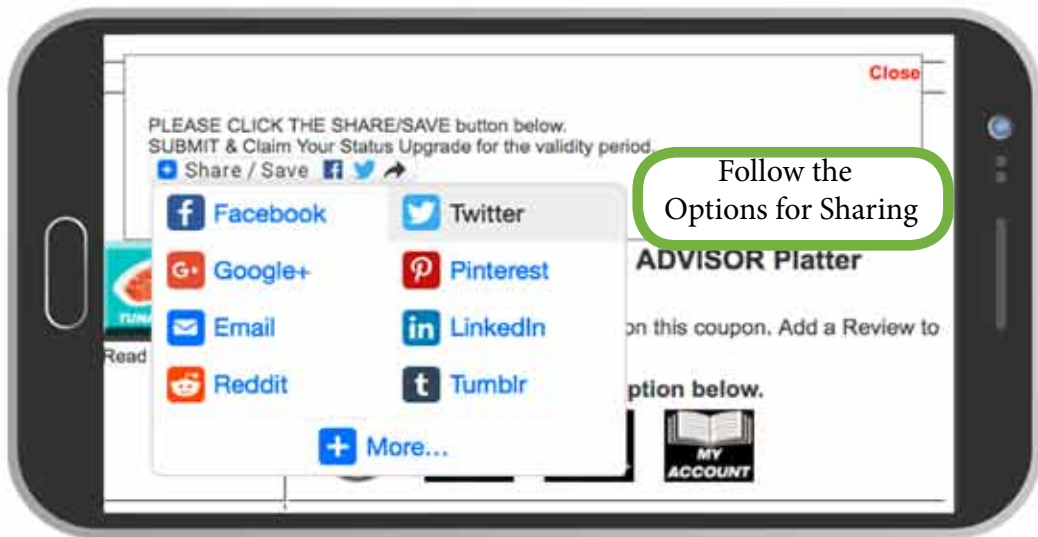 Close
PLEASE CLICK THE SHARE/SAVE button below.
SUBMIT & Claim Your Status Upgrade for the validity period.
Share / Save
Follow the
Options for Sharing
Facebook
Twitter
Google+
Pinterest
Email
LinkedIn
Reddit
Tumblr
More...
ADVISOR Platter
on this coupon. Add a Review to
Read
ption below.
MY
ACCOUNT